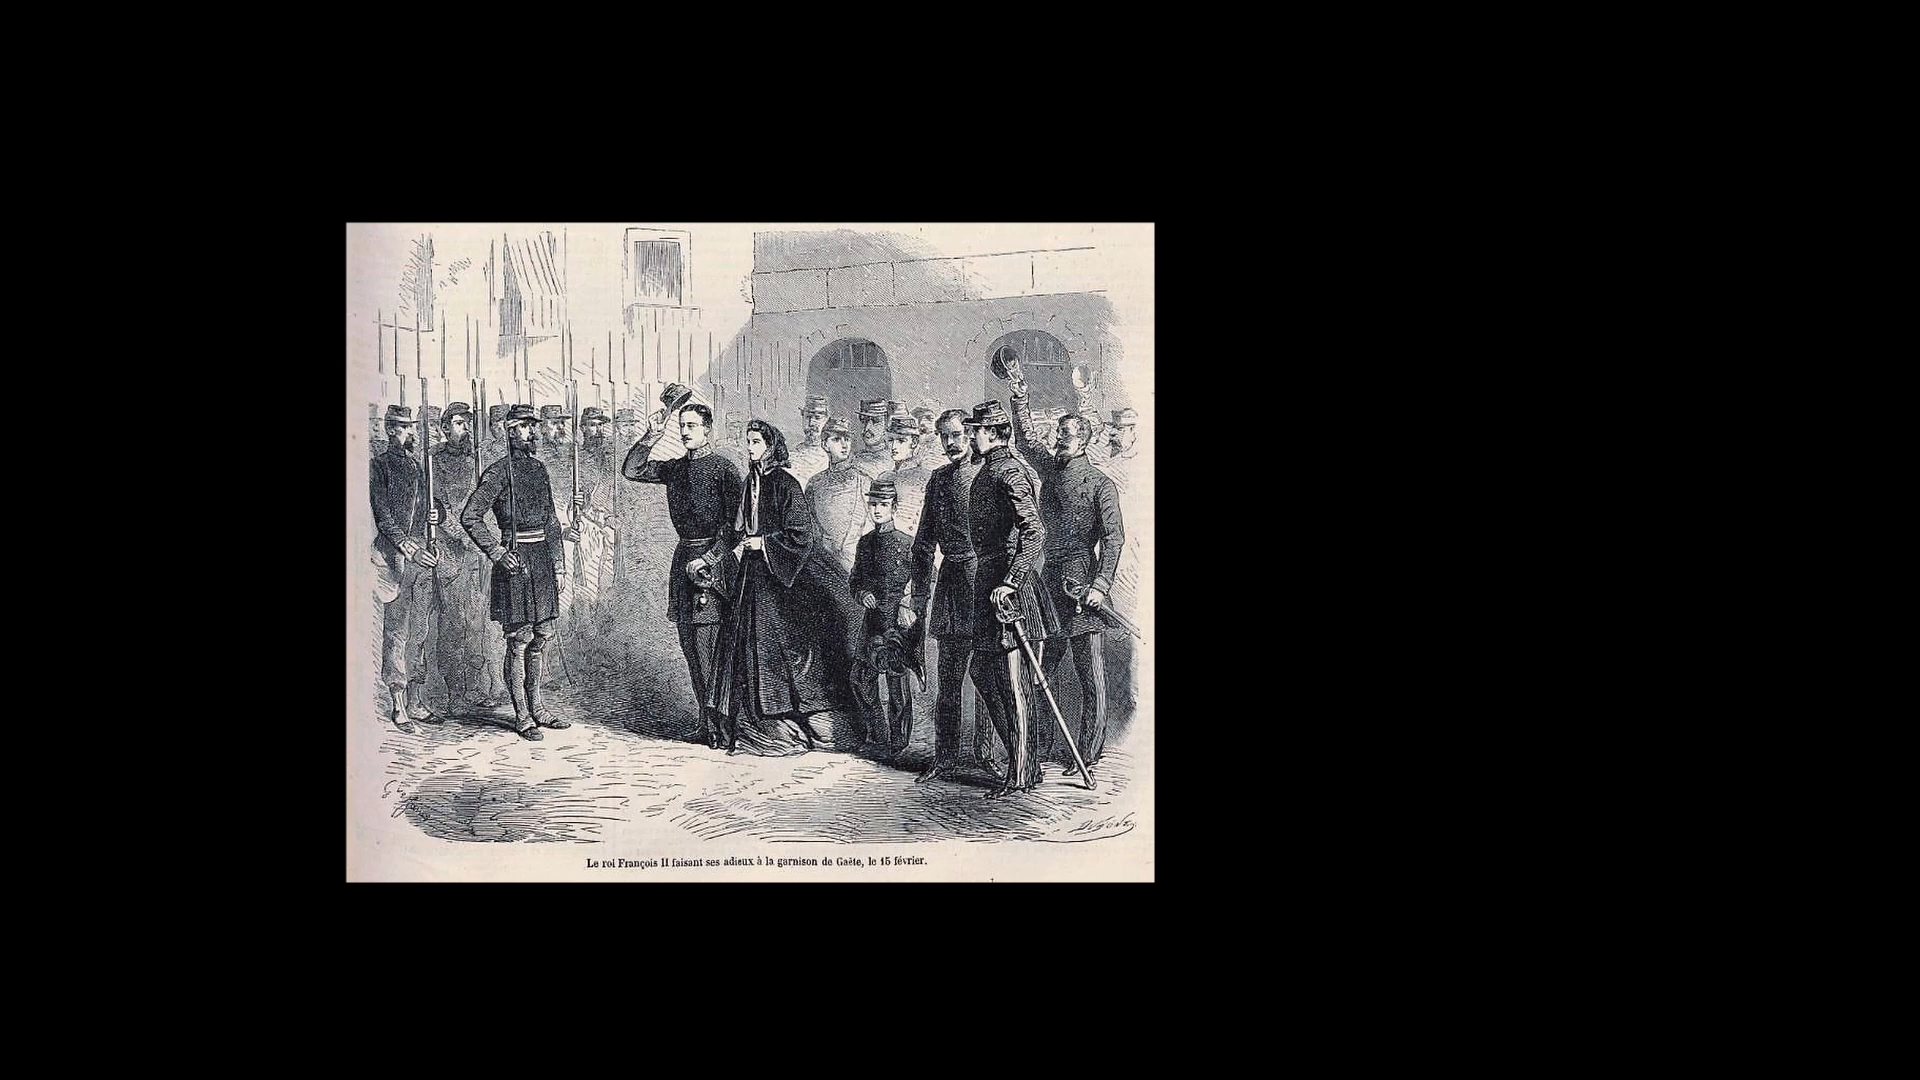 Le roi François II faisant ses adieux à la garnison de Gaëte, le 15 février.